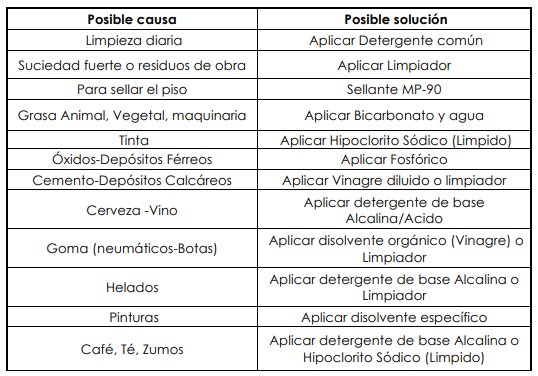 Posible causa Posible solución
Limpieza diaria Aplicar Detergente común
Suciedad fuerte o residuos de obra Aplicar Limpiador
Para sellar el piso Sellante MP-90
Grasa Animal, Vegetal, maquinaria Aplicar Bicarbonato y agua
Tinta Aplicar Hipoclorito Sódico (Limpido)
Óxidos-Depósitos Férreos Aplicar Fosfórico
Cemento-Depósitos Calcáreos Aplicar Vinagre diluido o limpiador
Cerveza -Vino Aplicar detergente de base
Alcalina/Acido
Goma (neumáticos-Botas) Aplicar disolvente orgánico (Vinagre) o
Limpiador
Helados Aplicar detergente de base Alcalina o
Limpiador
Pinturas Aplicar disolvente específico
Café, Té, Zumos Aplicar detergente de base Alcalina o
Hipoclorito Sódico (Limpido)